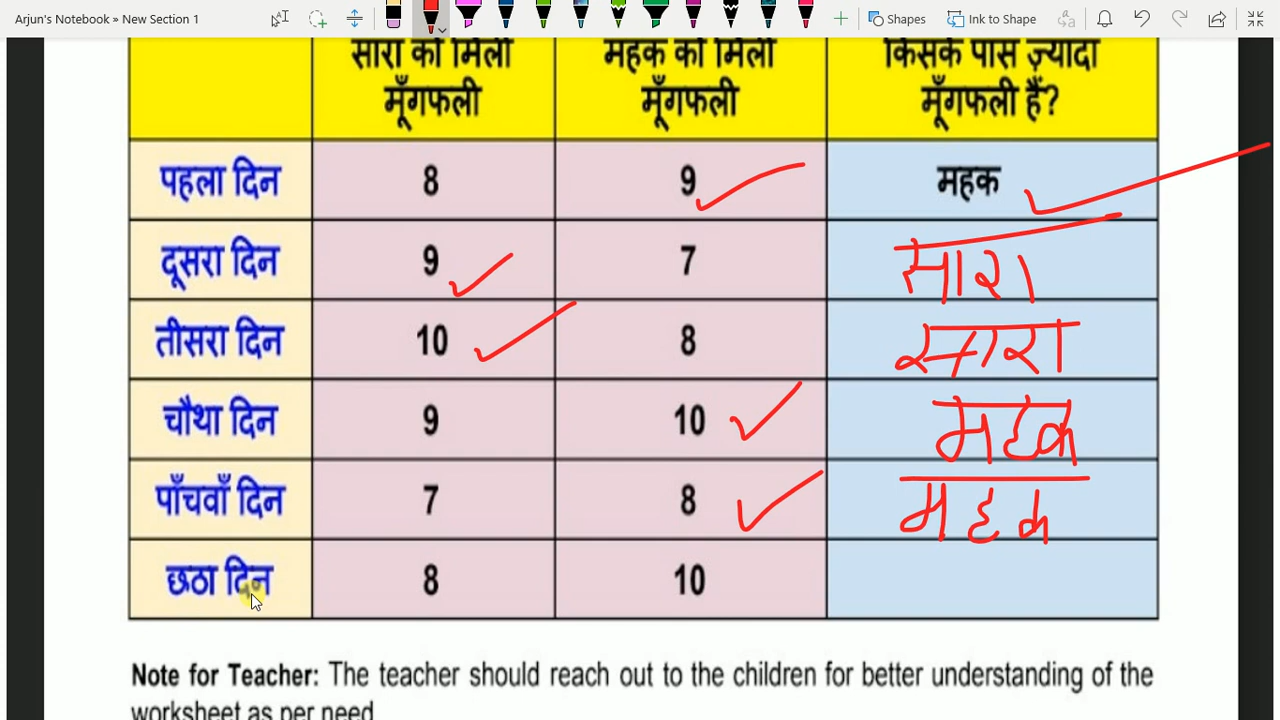 Arjun's Notebook » New Section 1
Shapes
Ink to Shape
सारा को मिली मूँगफली
महक को मिली मूँगफली
किसके पास ज़्यादा मूँगफली हैं?
पहला दिन 8 9 महक
दूसरा दिन 9 7 सारा
तीसरा दिन 10 8 सारा
चौथा दिन 9 10 महक
पाँचवाँ दिन 7 8 महक
छठा दिन 8 10
Note for Teacher: The teacher should reach out to the children for better understanding of the
worksheet as per need